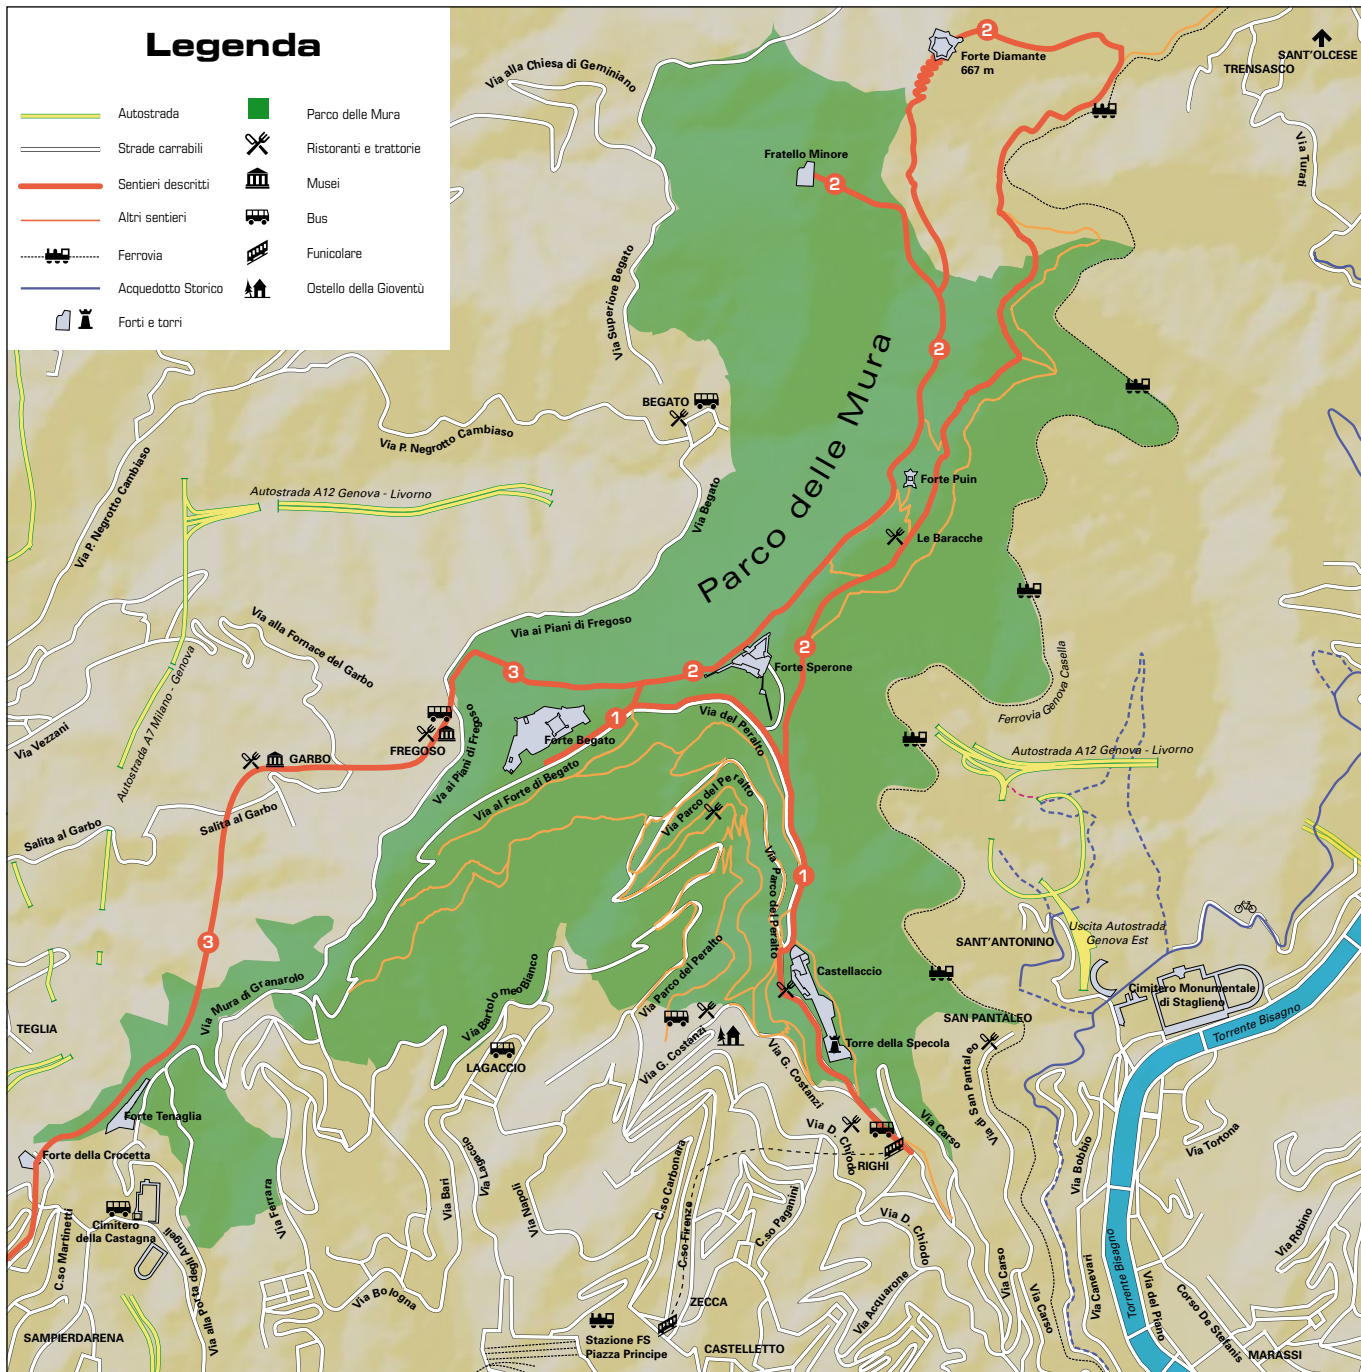 Legenda
Autostrada
Strade carrabili
Sentieri descritti
Altri sentieri
Ferrovia
Acquedotto Storico
Forti e torri
Parco delle Mura
Ristoranti e trattorie
Musei
Bus
Funicolare
Ostello della Gioventù
2
Forte Diamante
667 m
SANT'OLCESE
TRENSASCO
Via Turati
Via alla Chiesa di Geminiano
Fratello Minore
2
Via Superiore Begato
2
Parco delle Mura
BEGATO
Via P. Negrotto Cambiaso
Via P. Negrotto Cambiaso
Autostrada A12 Genova - Livorno
Via Begato
Forte Puin
Le Baracche
Via alla Fornace del Garbo
Via ai Piani di Fregoso
2
3
2
Forte Sperone
Autostrada A7 Milano - Genova
Via Vezzani
Ferrovia Genova Casella
1
Via del Peralto
Forte Begato
FREGOSO
Va ai Piani di Fregoso
GARBO
Autostrada A12 Genova - Livorno
Via al Forte di Begato
Via Parco del Peralto
Salita al Garbo
Salita al Garbo
Via Parco del Peralto
1
3
SANT'ANTONINO
Uscita Autostrada
Genova Est
Via Parco del Peralto
Castellaccio
Via Bartolomeo Bianco
Via Mura di Granarolo
Cimitero Monumentale
di Staglieno
Torrente Bisagno
TEGLIA
SAN PANTALEO
Via G. Costanzi
Via G. Costanzi
Torre della Specola
LAGACCIO
Via di San Pantaleo
Forte Tenaglia
Via D. Chiodo
Via Carso
Via Tortona
Via Bobbio
Forte della Crocetta
RIGHI
Via Lagaccio
Via Bari
Via Ferrara
Via Napoli
C.so Carbonara
C.so Firenze
C.so Paganini
Via D. Chiodo
C.so Martinetti
Cimitero
della Castagna
Via alla Porta degli Angeli
Via Carso
Via Carso
Via Canevari
Torrente Bisagno
Via del Piano
Corso De Stefanis
Via Robino
Via Bologna
Via Acquarone
ZECCA
CASTELLETTO
Stazione FS
Piazza Principe
SAMPIERDARENA
MARASSI